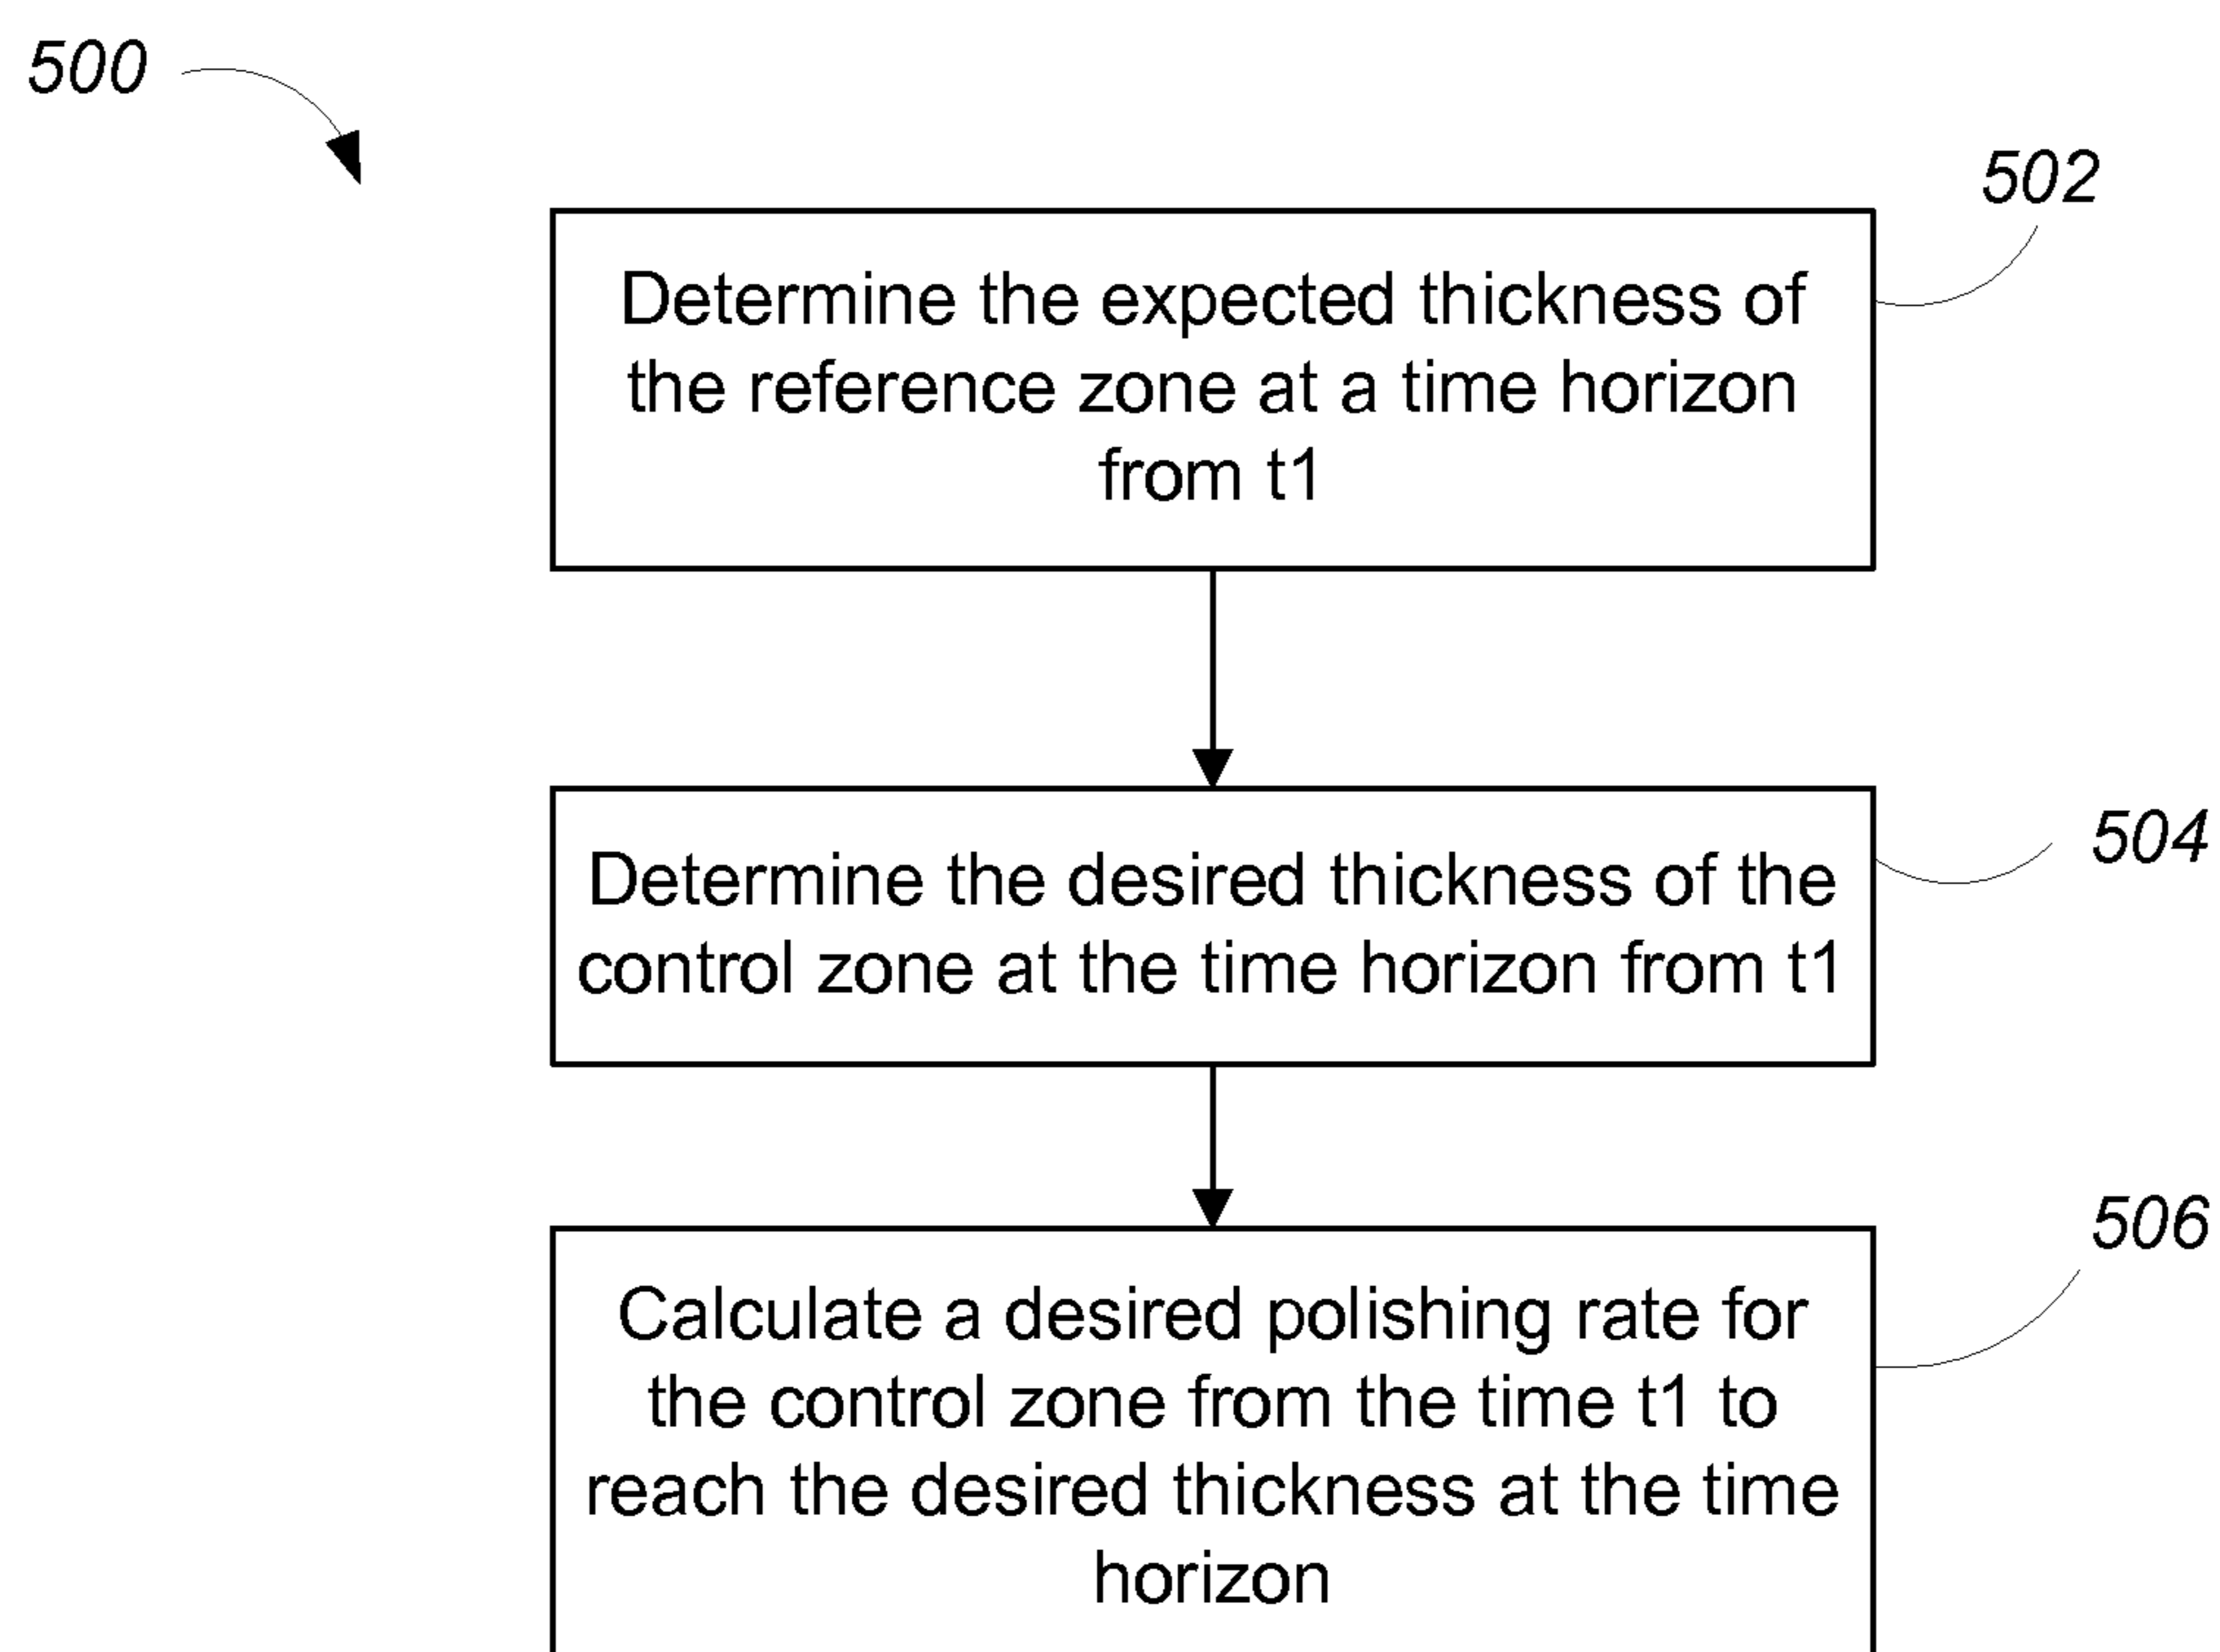 500
502
Determine the expected thickness of
the reference zone at a time horizon
from t1
504
Determine the desired thickness of the
control zone at the time horizon from t1
506
Calculate a desired polishing rate for
the control zone from the time t1 to
reach the desired thickness at the time
horizon